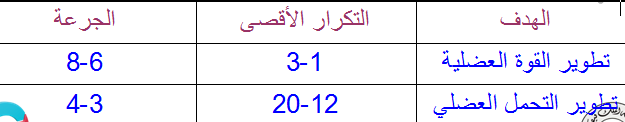 الهدف التكرار الأقصى الجرعة
تطوير القوة العضلية 3-1 8-6
تطوير التحمل العضلي 20-12 4-3